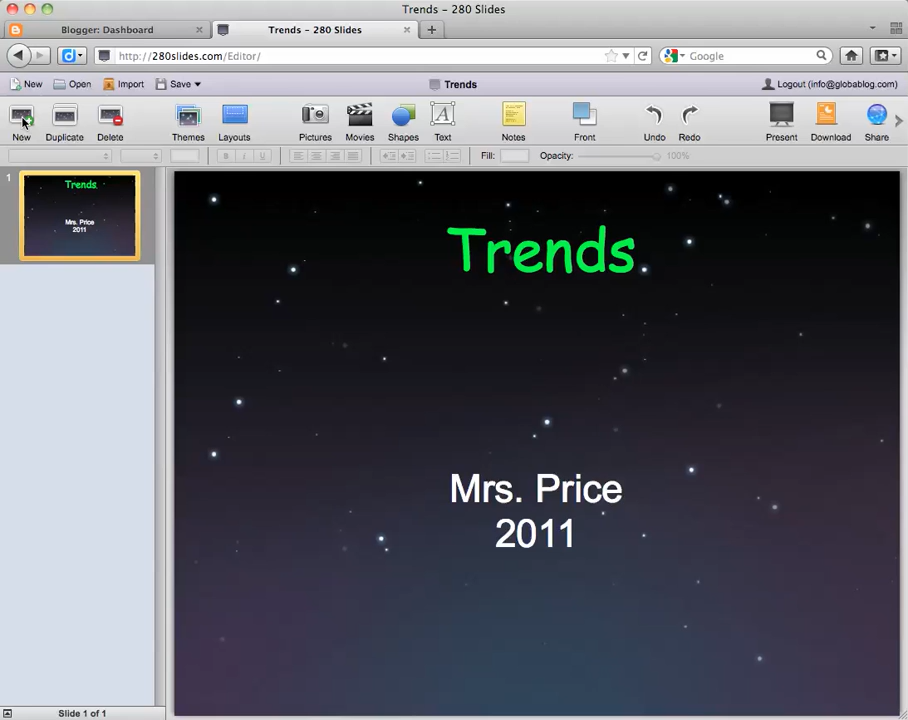 Trends – 280 Slides
Blogger: Dashboard
Trends – 280 Slides
http://280slides.com/Editor/
Google
New
Open
Import
Save
Trends
Logout (info@globablog.com)
New
Duplicate
Delete
Themes
Layouts
Pictures
Movies
Shapes
Text
Notes
Front
Undo
Redo
Present
Download
Share
B I U
Fill:
Opacity:
100%
1
Trends
Mrs. Price
2011
Trends
Mrs. Price
2011
Slide 1 of 1